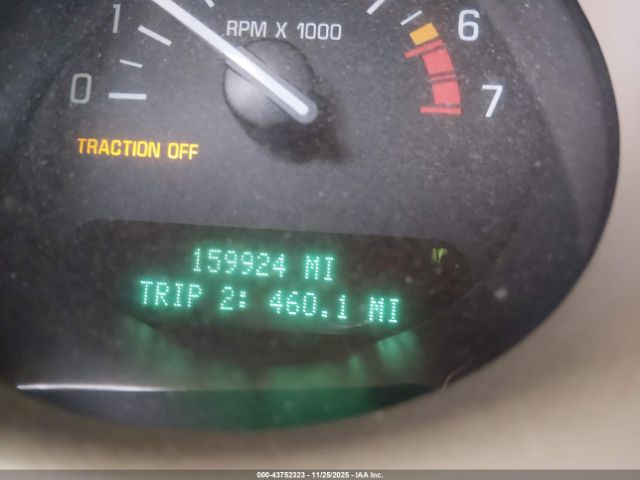 RPM X 1000
0
1
6
7
TRACTION OFF
159924 MI
TRIP 2: 460.1 MI
000-43752323 - 11/25/2025 - IAA Inc.